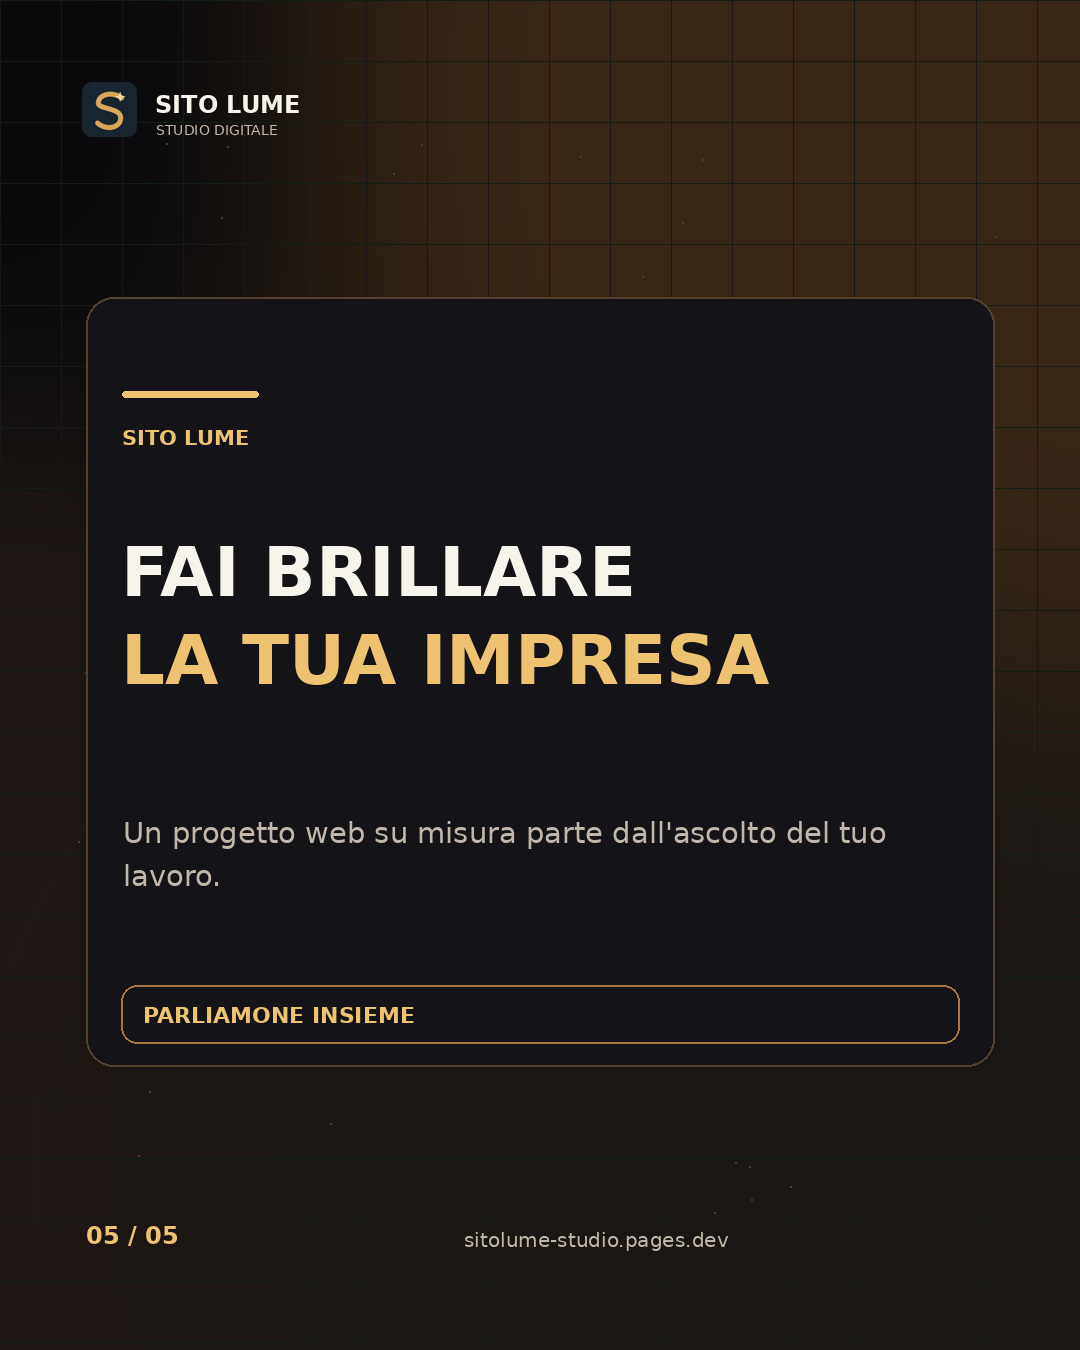 SITO LUME
STUDIO DIGITALE
SITO LUME
FAI BRILLARE
LA TUA IMPRESA
Un progetto web su misura parte dall'ascolto del tuo
lavoro.
PARLIAMONE INSIEME
05 / 05
sitolume-studio.pages.dev